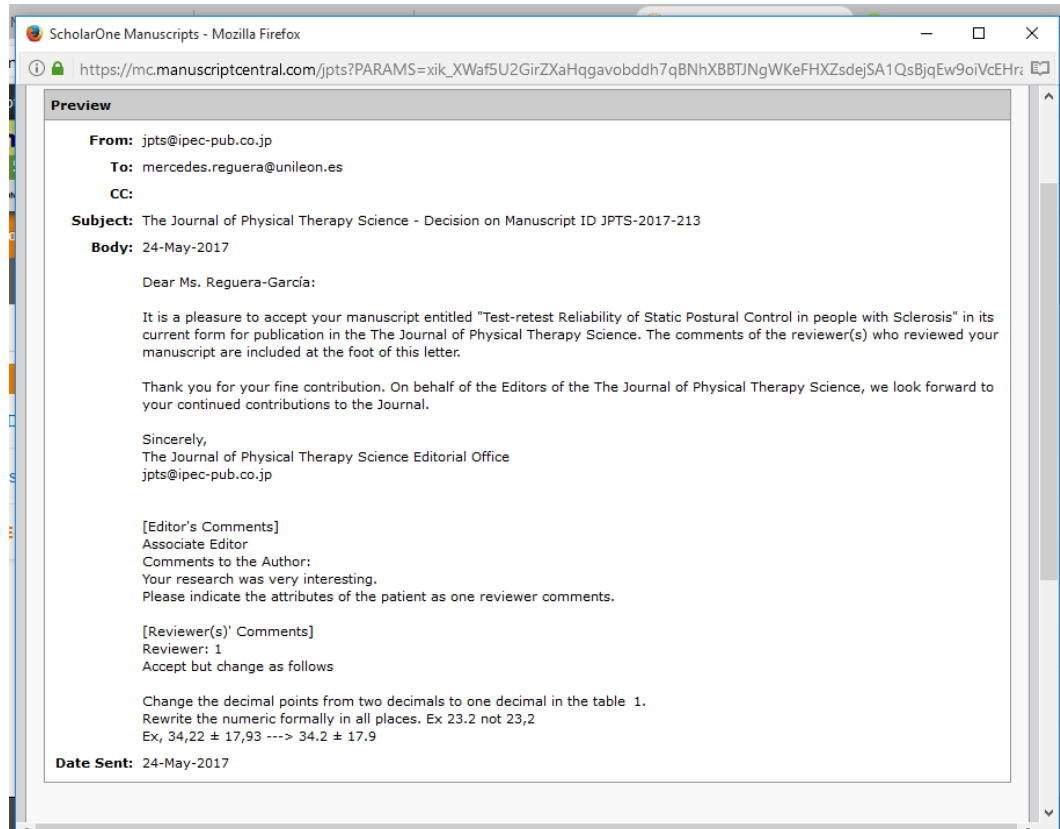 ScholarOne Manuscripts - Mozilla Firefox
https://mc.manuscriptcentral.com/jpts?PARAMS=xik_XWaf5U2GirZXaHqgavobddh7qBNhXBBTJNgWKeFHXZsdejSA1QsBjqEw9oiVcEHra
Preview
From: jpts@ipec-pub.co.jp
To: mercedes.reguera@unileon.es
CC:
Subject: The Journal of Physical Therapy Science - Decision on Manuscript ID JPTS-2017-213
Body: 24-May-2017
Dear Ms. Reguera-García:
It is a pleasure to accept your manuscript entitled "Test-retest Reliability of Static Postural Control in people with Sclerosis" in its
current form for publication in the The Journal of Physical Therapy Science. The comments of the reviewer(s) who reviewed your
manuscript are included at the foot of this letter.
Thank you for your fine contribution. On behalf of the Editors of the The Journal of Physical Therapy Science, we look forward to
your continued contributions to the Journal.
Sincerely,
The Journal of Physical Therapy Science Editorial Office
jpts@ipec-pub.co.jp
[Editor's Comments]
Associate Editor
Comments to the Author:
Your research was very interesting.
Please indicate the attributes of the patient as one reviewer comments.
[Reviewer(s)' Comments]
Reviewer: 1
Accept but change as follows
Change the decimal points from two decimals to one decimal in the table 1.
Rewrite the numeric formally in all places. Ex 23.2 not 23,2
Ex, 34,22 ± 17,93 ---> 34.2 ± 17.9
Date Sent: 24-May-2017